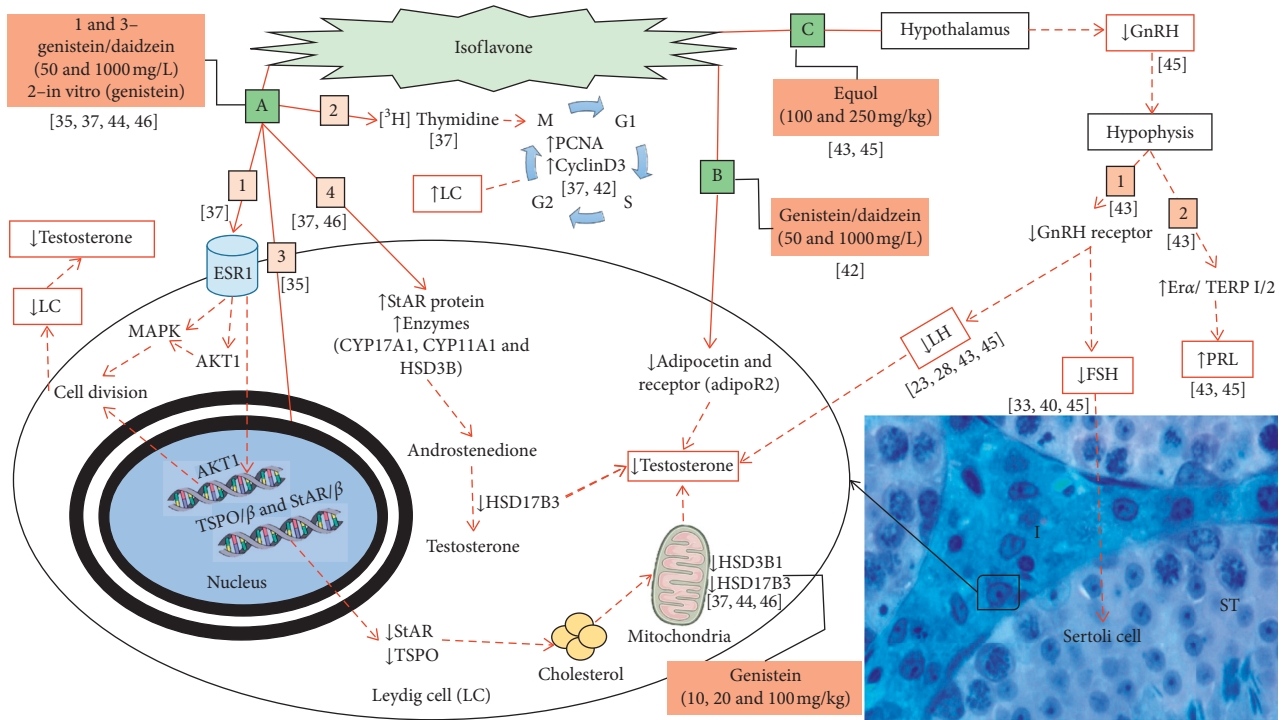 1 and 3–
genistein/daidzein
(50 and 1000 mg/L)
2–in vitro (genistein)
[35, 37, 44, 46]
Isoflavone
A
2
[³H] Thymidine
[37]
M
G1
S
G2
↑PCNA
↑CyclinD3
[37, 42]
↑LC
C
Hypothalamus
↓GnRH
[45]
Equol
(100 and 250 mg/kg)
[43, 45]
Hypophysis
B
Genistein/daidzein
(50 and 1000 mg/L)
[42]
1
[43]
2
[43]
↓GnRH receptor
↑Erα/ TERP I/2
↓LH
[23, 28, 43, 45]
↓FSH
[33, 40, 45]
↑PRL
[43, 45]
1
[37]
4
[37, 46]
3
[35]
↓Testosterone
↓LC
ESR1
MAPK
AKT1
Cell division
↑StAR protein
↑Enzymes
(CYP17A1, CYP11A1 and
HSD3B)
↓Adipocetin and
receptor (adipoR2)
Androstenedione
↓HSD17B3
Testosterone
↓Testosterone
AKT1
TSPO/β and StAR/β
Nucleus
↓HSD3B1
↓HSD17B3
[37, 44, 46]
Mitochondria
↓StAR
↓TSPO
Cholesterol
Leydig cell (LC)
Genistein
(10, 20 and 100 mg/kg)
I
ST
Sertoli cell